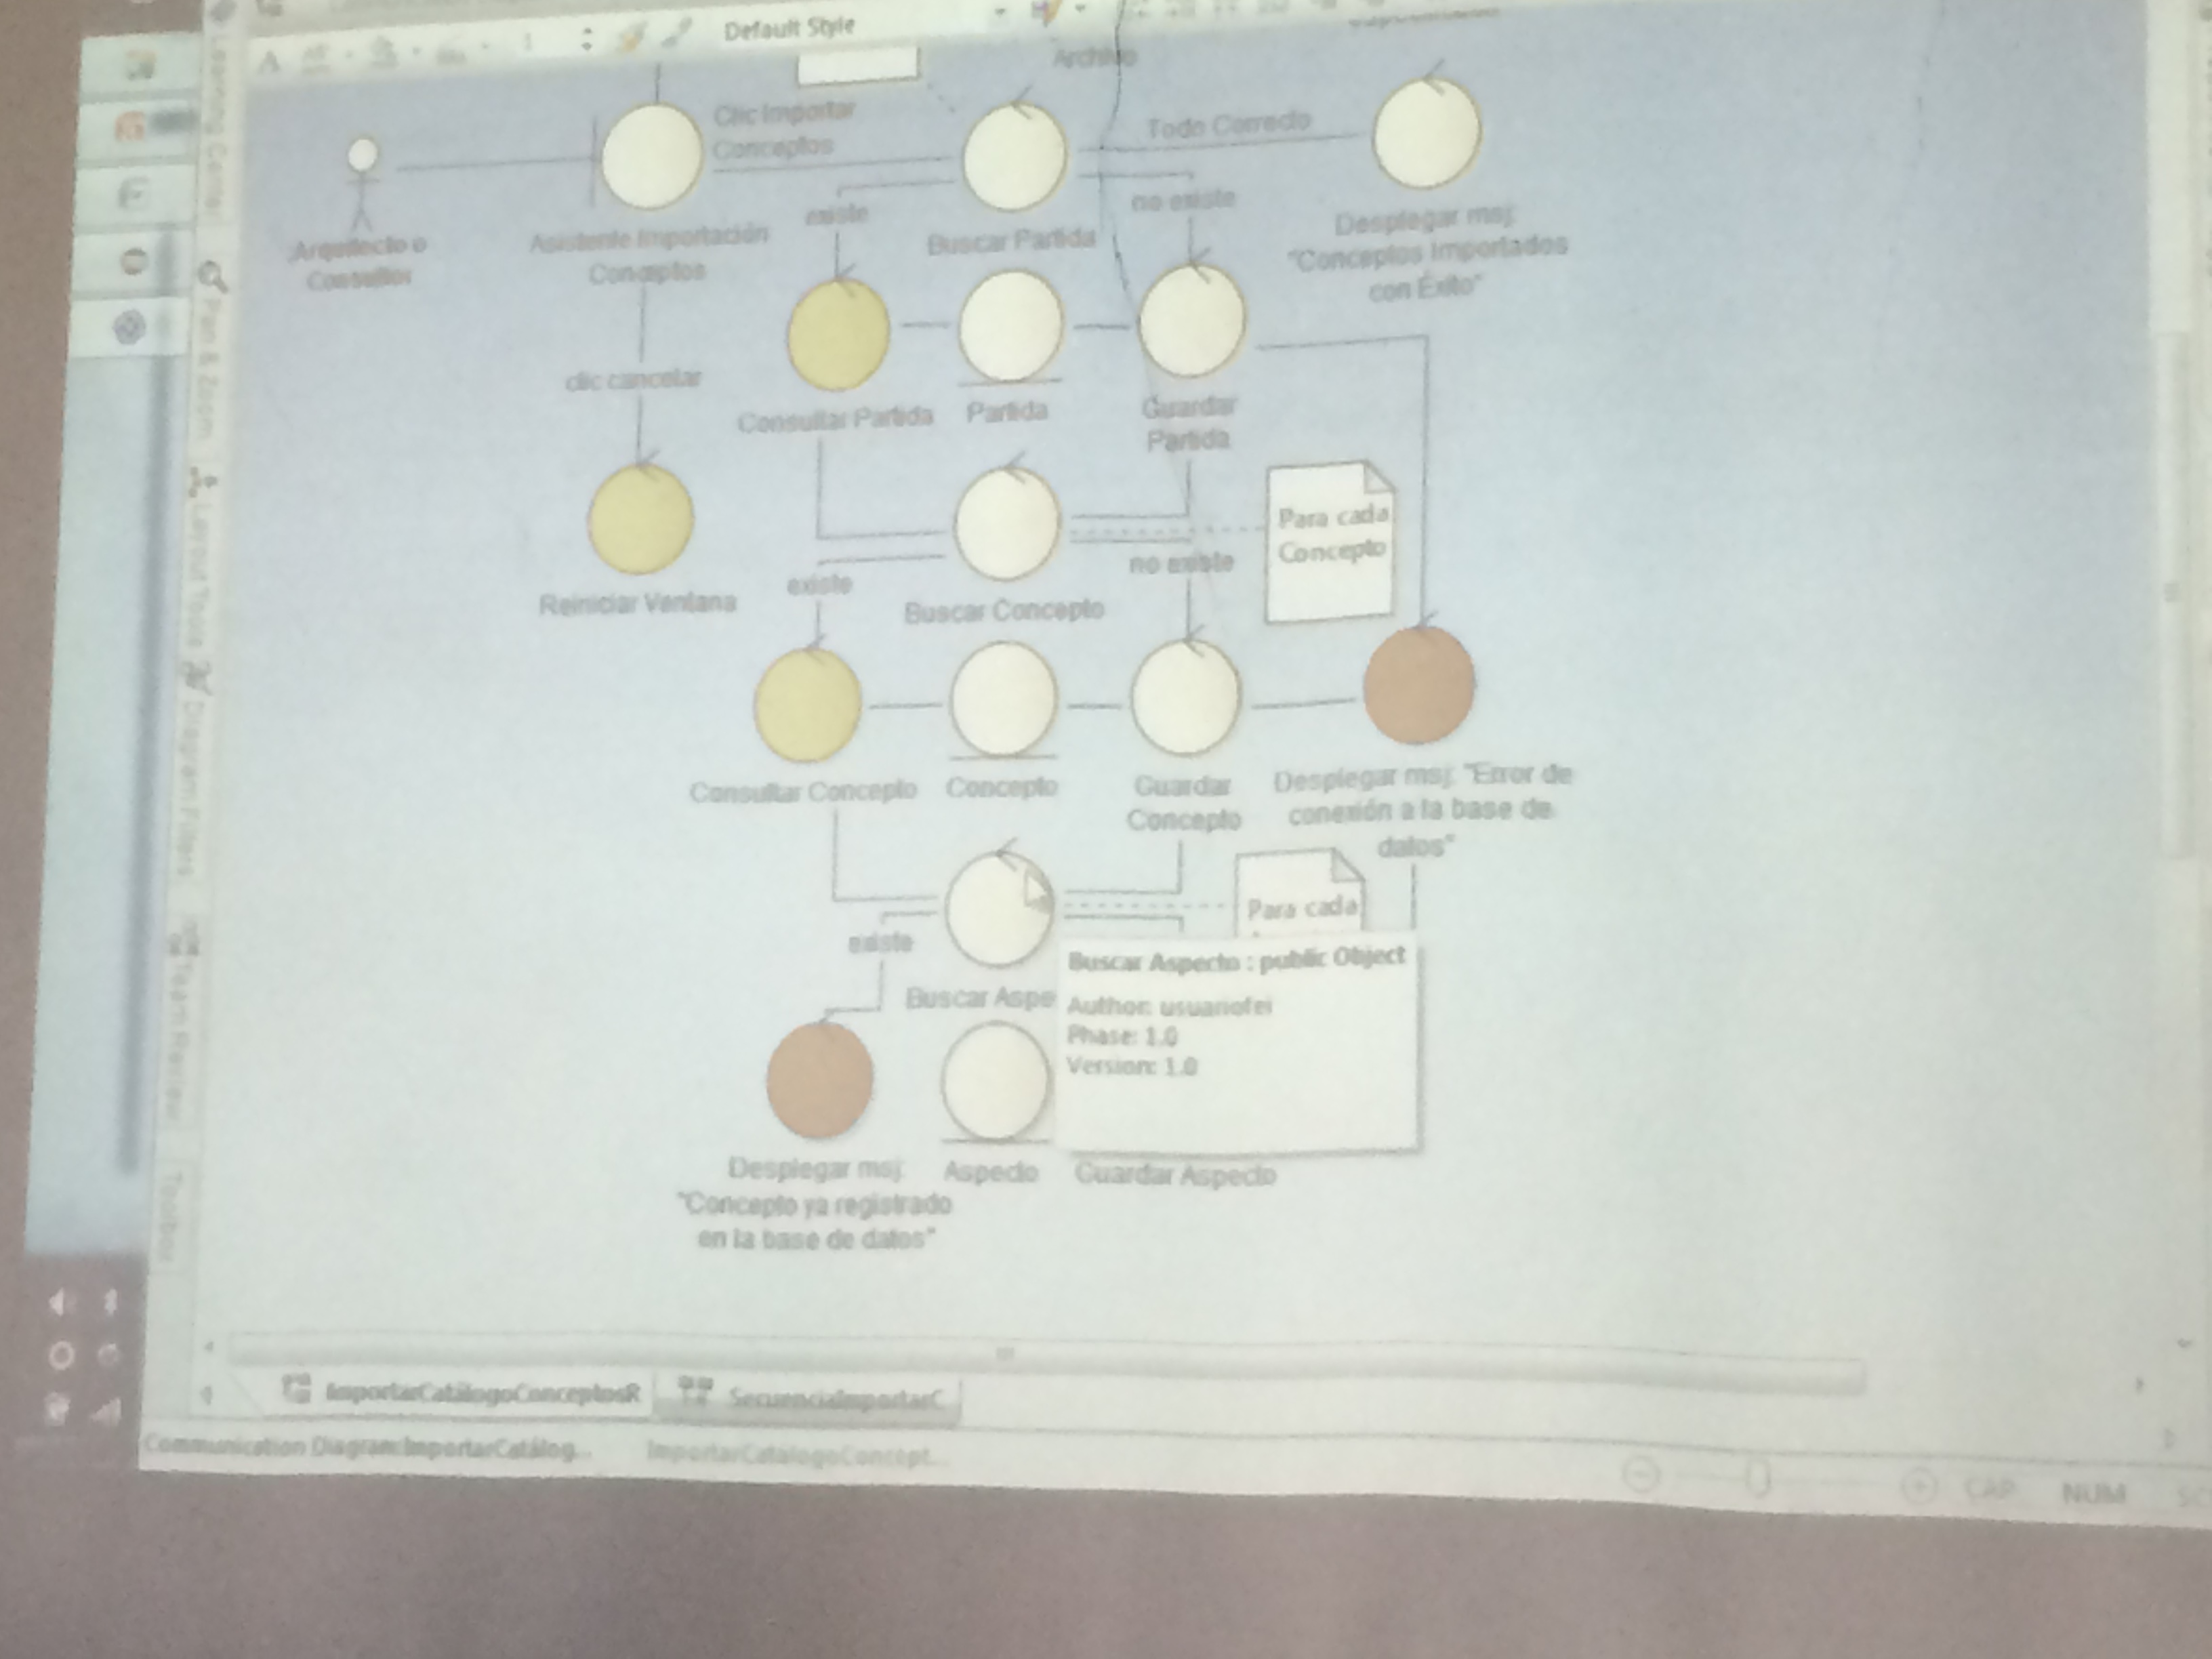 Default Style
A
Archivo
Clic Importar
Conceptos
Todo Correcto
existe
no existe
Arquitecto o
Consultor
Asistente Importación
Conceptos
Buscar Partida
Desplegar msj:
"Conceptos Importados
con Éxito"
clic cancelar
Consultar Partida
Partida
Guardar
Partida
Para cada
Concepto
Reiniciar Ventana
existe
no existe
Buscar Concepto
Consultar Concepto
Concepto
Guardar
Concepto
Desplegar msj: "Error de
conexión a la base de
datos"
Para cada
existe
Buscar Aspe
Buscar Aspecto : public Object
Author: usuariofei
Phase: 1.0
Version: 1.0
Desplegar msj:
"Concepto ya registrado
en la base de datos"
Aspecto
Guardar Aspecto
Learning Center
Pan & Zoom
Layout Tools
Diagram Filters
Team Review
Toolbox
ImportarCatálogoConceptosR
SecuenciaImportarC
Communication Diagram:ImportarCatálog...
ImportarCatálogoConcept...
CAP
NUM